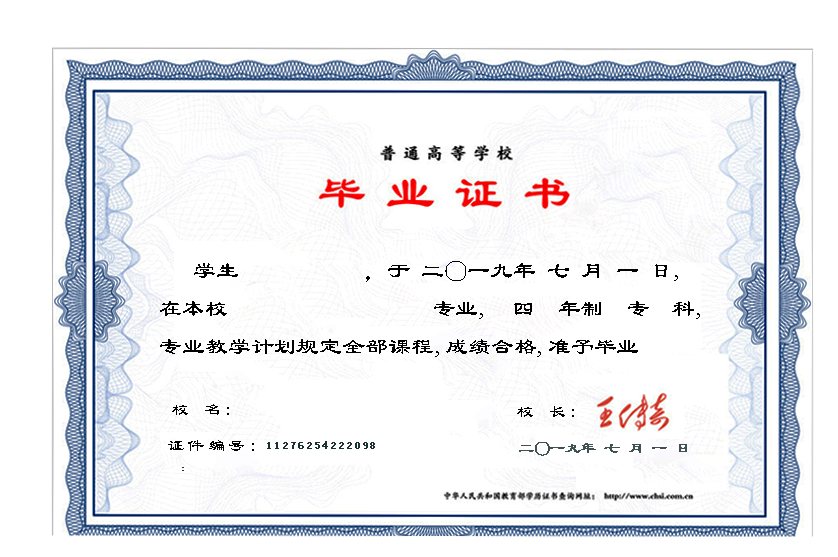 普通高等学校
毕业证书
学生 ，于 二〇一九年 七 月 一 日,
在本校 专业, 四 年制 专 科,
专业教学计划规定全部课程, 成绩合格, 准予毕业
校 名： 校 长： 王传奇
证件编号： 11276254222098 二〇一九年 七 月 一 日
:
中华人民共和国教育部学历证书查询网址： http://www.chsi.com.cn